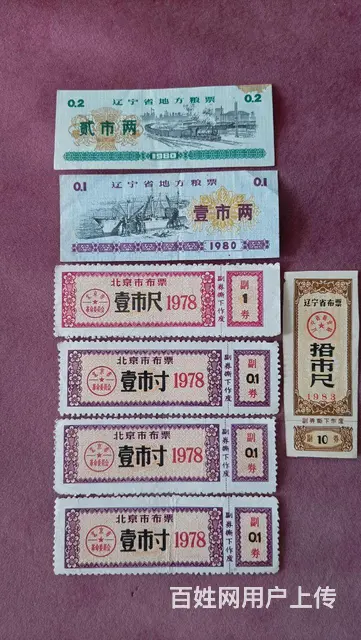 0.2 辽宁省地方粮票 0.2
贰市两
1980
0.1 辽宁省地方粮票 0.1
壹市两
1980
北京市布票
壹市尺 1978
副券撕下作废
副
1
券
北京市布票
壹市寸 1978
副券撕下作废
副
0.1
券
北京市布票
壹市寸 1978
副券撕下作废
副
0.1
券
北京市布票
壹市寸 1978
副券撕下作废
副
0.1
券
辽宁省布票
拾市尺
1983
副券撕下作废
副 10 券
百姓网用户上传